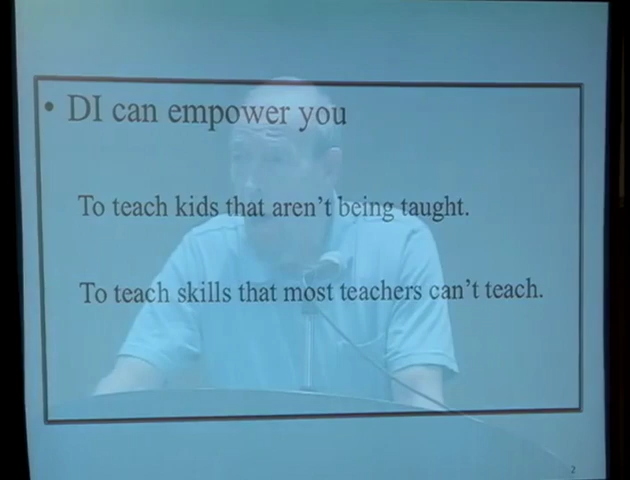 • DI can empower you
To teach kids that aren't being taught.
To teach skills that most teachers can't teach.
2